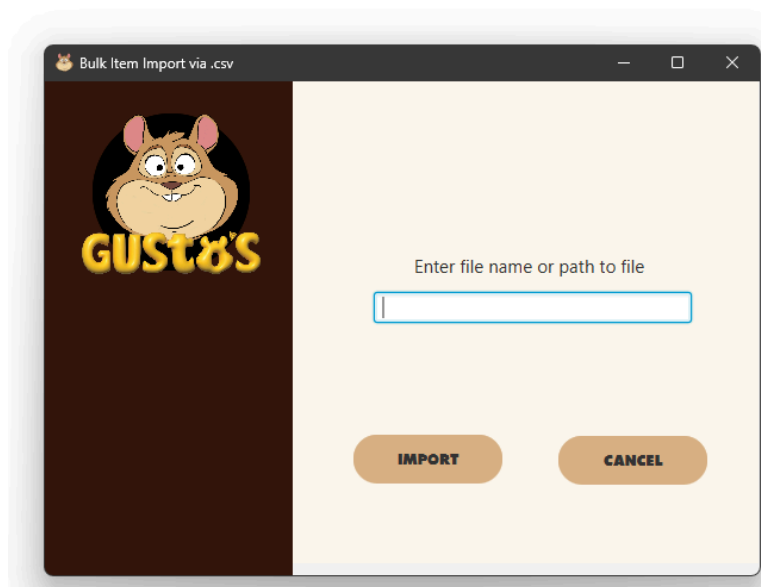 Bulk Item Import via .csv
GUSTO'S
Enter file name or path to file
IMPORT
CANCEL